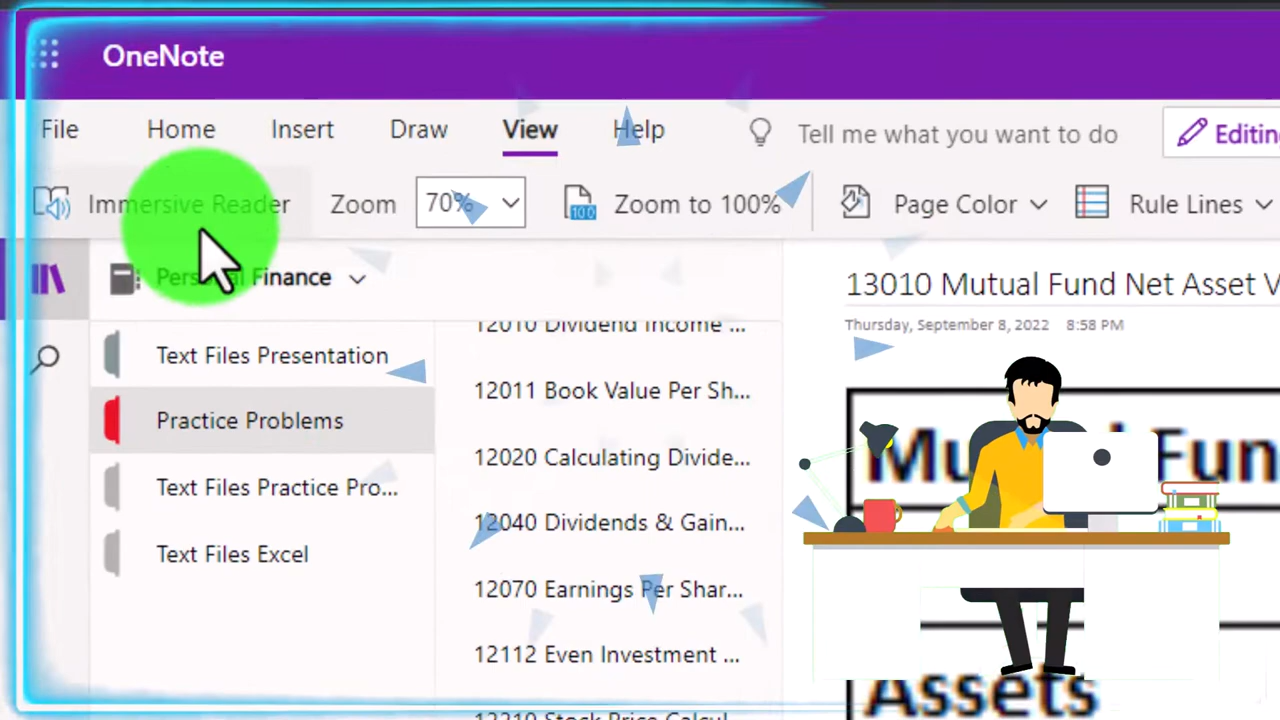 OneNote
File Home Insert Draw View Help Tell me what you want to do Editin
Immersive Reader Zoom 70% Zoom to 100% Page Color Rule Lines
Personal Finance
Text Files Presentation
Practice Problems
Text Files Practice Pro...
Text Files Excel
12010 Dividend Income ...
12011 Book Value Per Sh...
12020 Calculating Divide...
12040 Dividends & Gain...
12070 Earnings Per Shar...
12112 Even Investment ...
13010 Mutual Fund Net Asset V
Thursday, September 8, 2022 8:58 PM
Fun
Assets